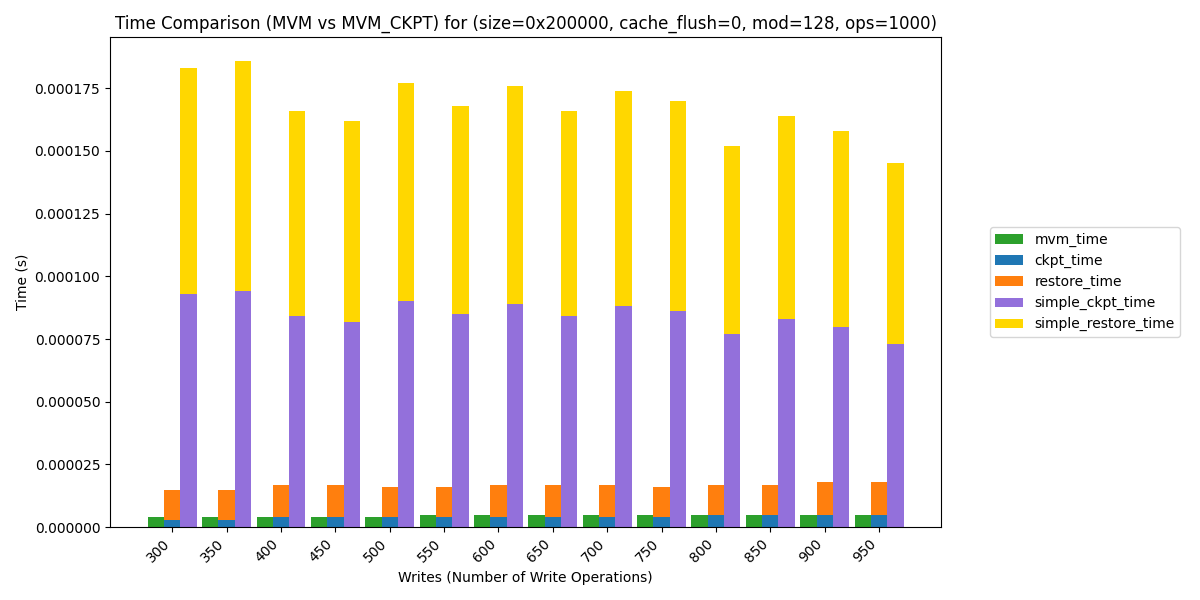 Time Comparison (MVM vs MVM_CKPT) for (size=0x200000, cache_flush=0, mod=128, ops=1000)
Time (s)
0.000175
0.000150
0.000125
0.000100
0.000075
0.000050
0.000025
0.000000
300 350 400 450 500 550 600 650 700 750 800 850 900 950
Writes (Number of Write Operations)
mvm_time
ckpt_time
restore_time
simple_ckpt_time
simple_restore_time